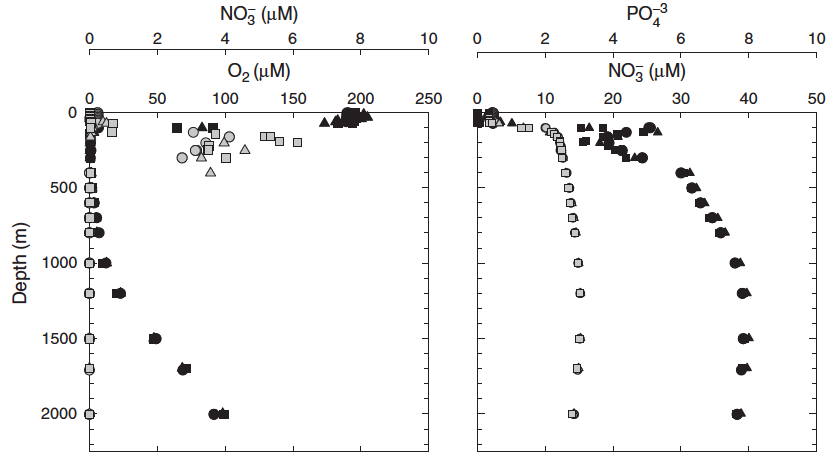 NO₃⁻ (μM)
0 2 4 6 8 10
O₂ (μM)
0 50 100 150 200 250
PO₄⁻³
0 2 4 6 8 10
NO₃⁻ (μM)
0 10 20 30 40 50
Depth (m)
0
500
1000
1500
2000